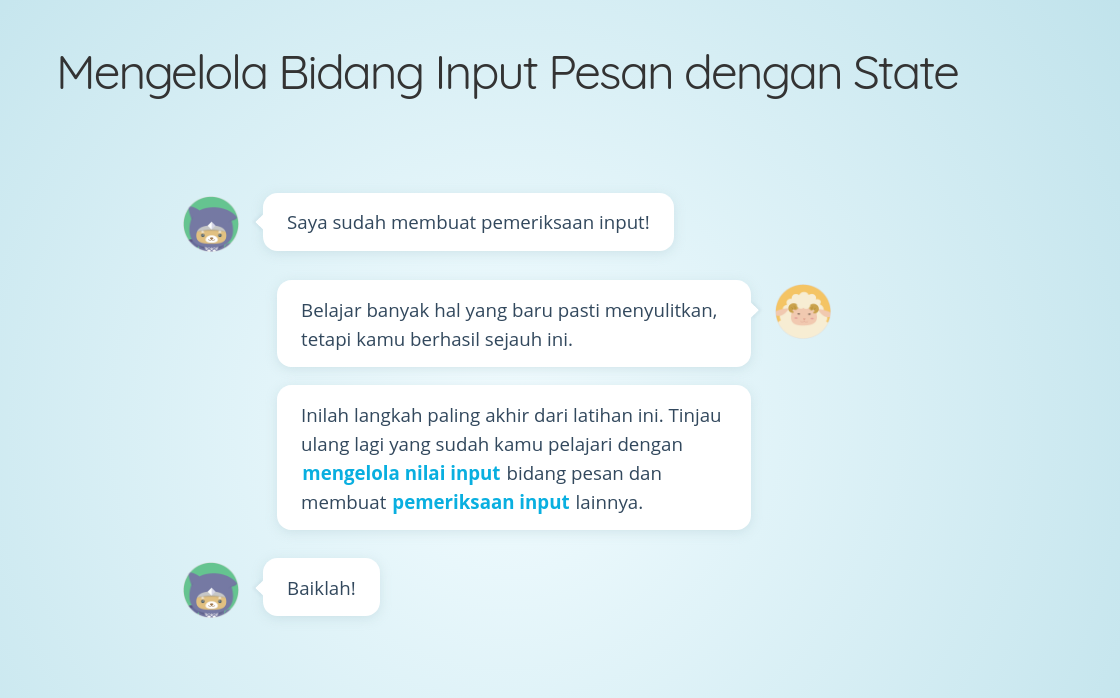 Mengelola Bidang Input Pesan dengan State
Saya sudah membuat pemeriksaan input!
Belajar banyak hal yang baru pasti menyulitkan,
tetapi kamu berhasil sejauh ini.
Inilah langkah paling akhir dari latihan ini. Tinjau
ulang lagi yang sudah kamu pelajari dengan
mengelola nilai input bidang pesan dan
membuat pemeriksaan input lainnya.
Baiklah!